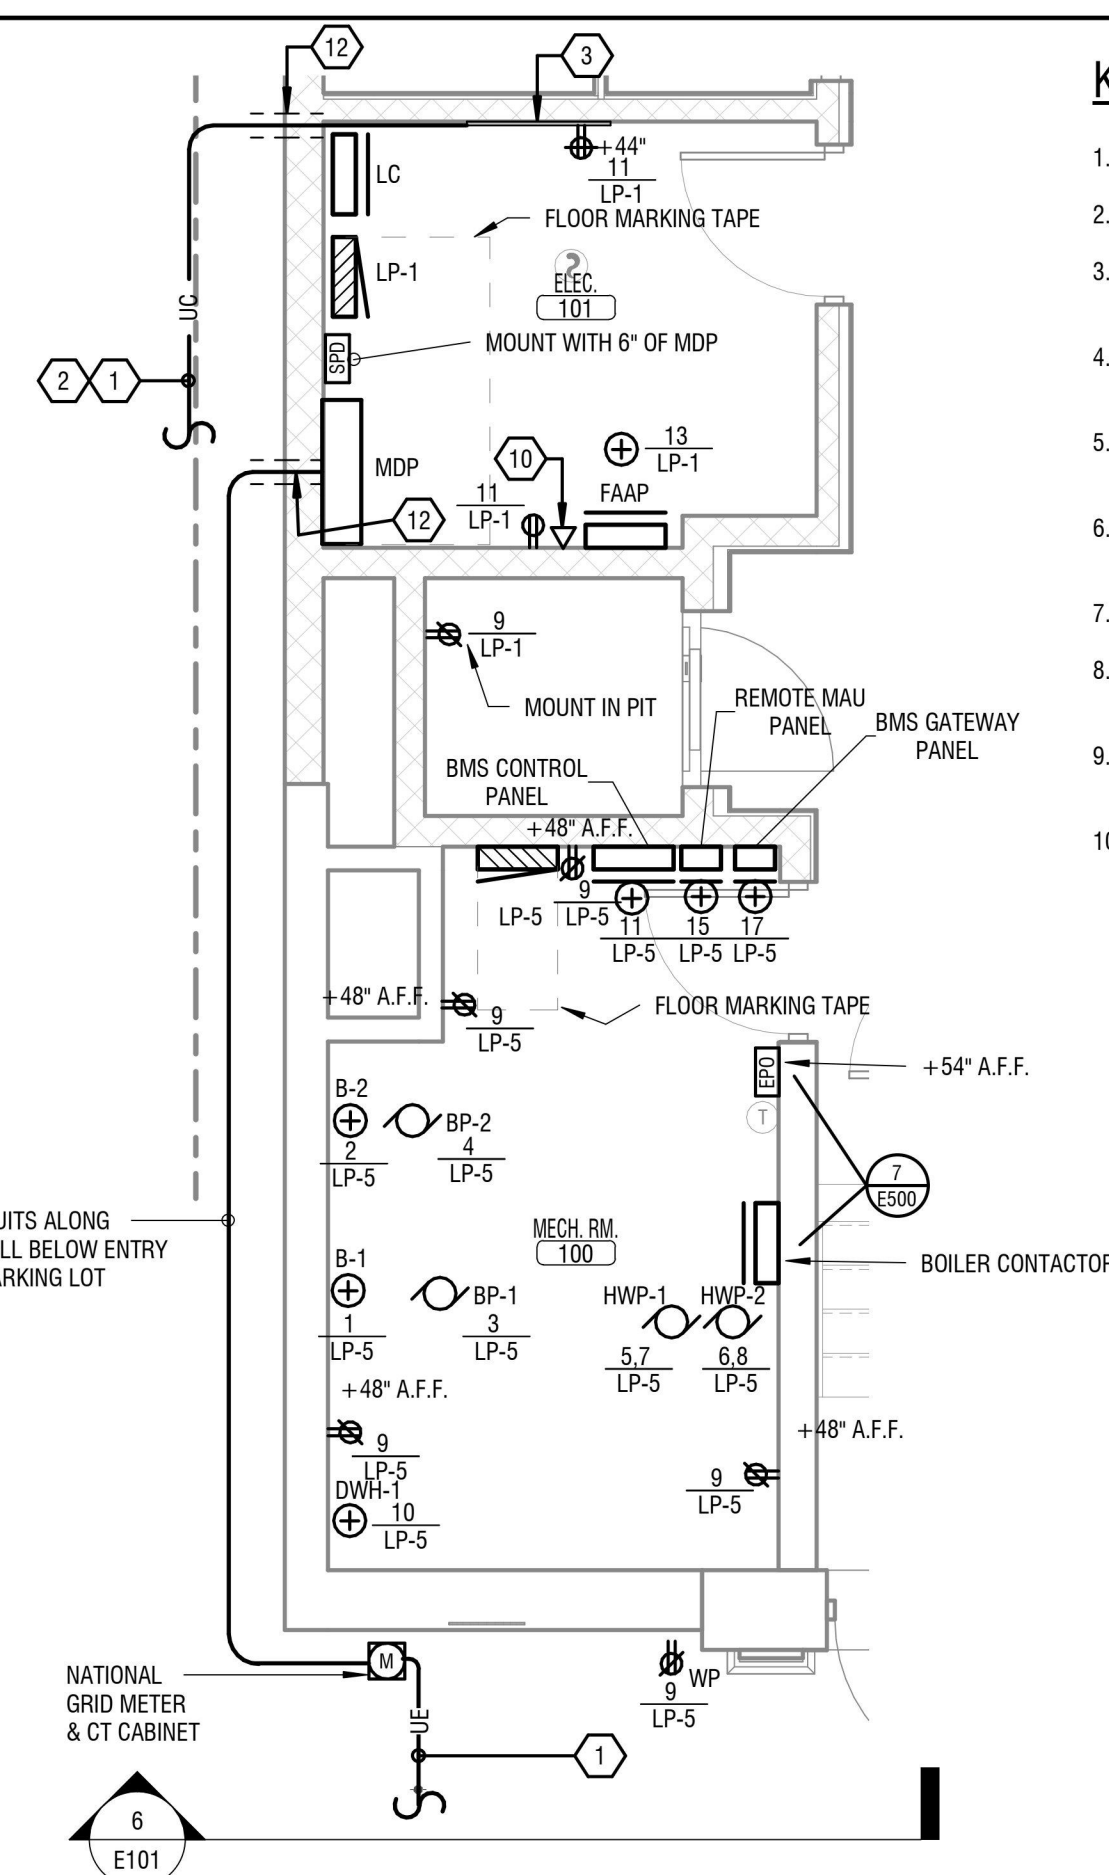 12
3
K
1.
2.
3.
4.
5.
6.
7.
8.
9.
10
+44"
11
LP-1
LC
FLOOR MARKING TAPE
LP-1
ELEC.
101
UC
SPD
MOUNT WITH 6" OF MDP
2
1
13
LP-1
MDP
10
11
LP-1
FAAP
12
9
LP-1
MOUNT IN PIT
REMOTE MAU
PANEL
BMS GATEWAY
PANEL
BMS CONTROL
PANEL
+48" A.F.F.
LP-5
9
LP-5
11
LP-5
15
LP-5
17
LP-5
+48" A.F.F.
9
LP-5
FLOOR MARKING TAPE
EPO
+54" A.F.F.
T
B-2
2
LP-5
BP-2
4
LP-5
7
E500
UITS ALONG
LL BELOW ENTRY
ARKING LOT
MECH. RM.
100
BOILER CONTACTOR
B-1
1
LP-5
BP-1
3
LP-5
HWP-1
5,7
LP-5
HWP-2
6,8
LP-5
+48" A.F.F.
9
LP-5
+48" A.F.F.
9
LP-5
DWH-1
10
LP-5
M
NATIONAL
GRID METER
& CT CABINET
WP
9
LP-5
UE
1
6
E101